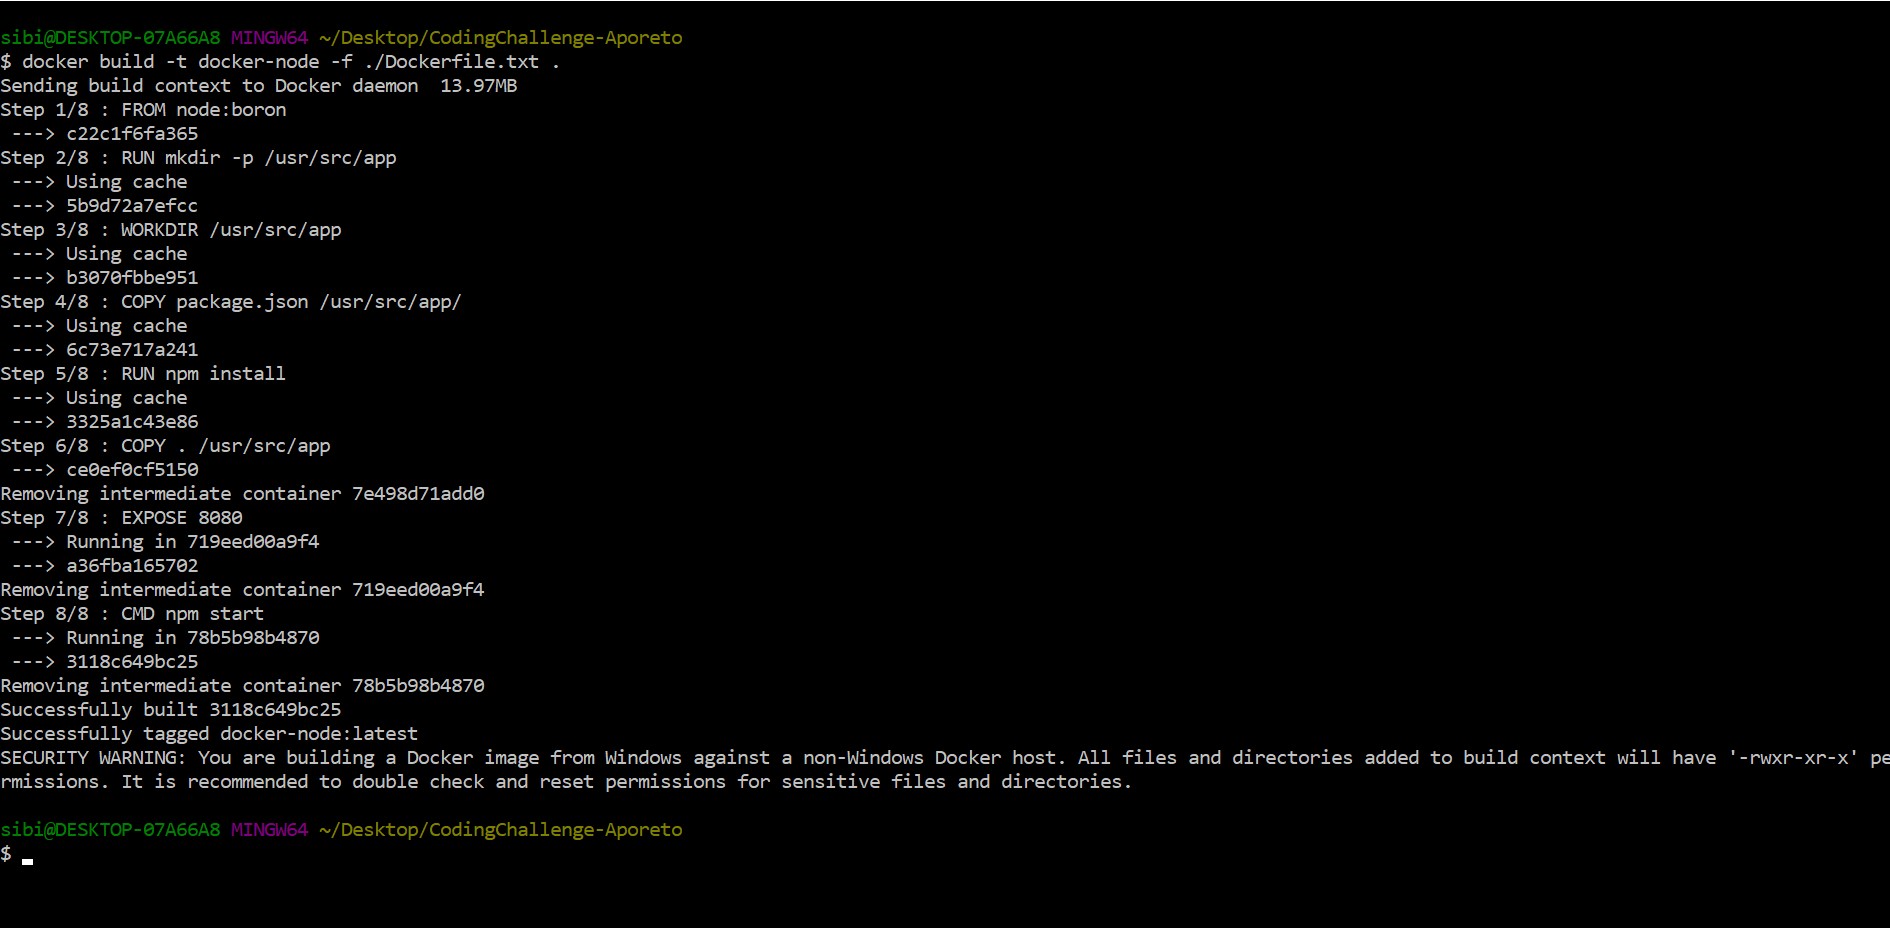 sibi@DESKTOP-07A66A8 MINGW64 ~/Desktop/CodingChallenge-Aporeto
$ docker build -t docker-node -f ./Dockerfile.txt .
Sending build context to Docker daemon  13.97MB
Step 1/8 : FROM node:boron
 ---> c22c1f6fa365
Step 2/8 : RUN mkdir -p /usr/src/app
 ---> Using cache
 ---> 5b9d72a7efcc
Step 3/8 : WORKDIR /usr/src/app
 ---> Using cache
 ---> b3070fbbe951
Step 4/8 : COPY package.json /usr/src/app/
 ---> Using cache
 ---> 6c73e717a241
Step 5/8 : RUN npm install
 ---> Using cache
 ---> 3325a1c43e86
Step 6/8 : COPY . /usr/src/app
 ---> ce0ef0cf5150
Removing intermediate container 7e498d71add0
Step 7/8 : EXPOSE 8080
 ---> Running in 719eed00a9f4
 ---> a36fba165702
Removing intermediate container 719eed00a9f4
Step 8/8 : CMD npm start
 ---> Running in 78b5b98b4870
 ---> 3118c649bc25
Removing intermediate container 78b5b98b4870
Successfully built 3118c649bc25
Successfully tagged docker-node:latest
SECURITY WARNING: You are building a Docker image from Windows against a non-Windows Docker host. All files and directories added to build context will have '-rwxr-xr-x' pe
rmissions. It is recommended to double check and reset permissions for sensitive files and directories.
sibi@DESKTOP-07A66A8 MINGW64 ~/Desktop/CodingChallenge-Aporeto
$